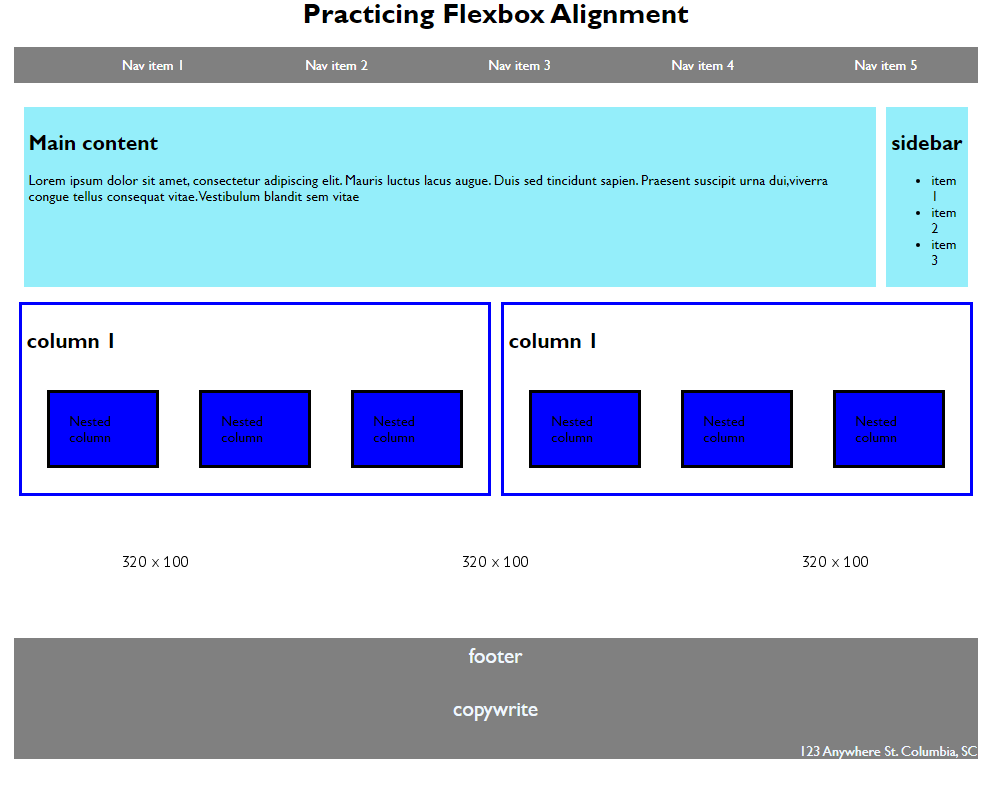 Practicing Flexbox Alignment
Nav item 1 Nav item 2 Nav item 3 Nav item 4 Nav item 5
Main content
Lorem ipsum dolor sit amet, consectetur adipiscing elit. Mauris luctus lacus augue. Duis sed tincidunt sapien. Praesent suscipit urna dui,viverra
congue tellus consequat vitae. Vestibulum blandit sem vitae
sidebar
• item
1
• item
2
• item
3
column 1
Nested
column
Nested
column
Nested
column
column 1
Nested
column
Nested
column
Nested
column
320 x 100 320 x 100 320 x 100
footer
copywrite
123 Anywhere St. Columbia, SC